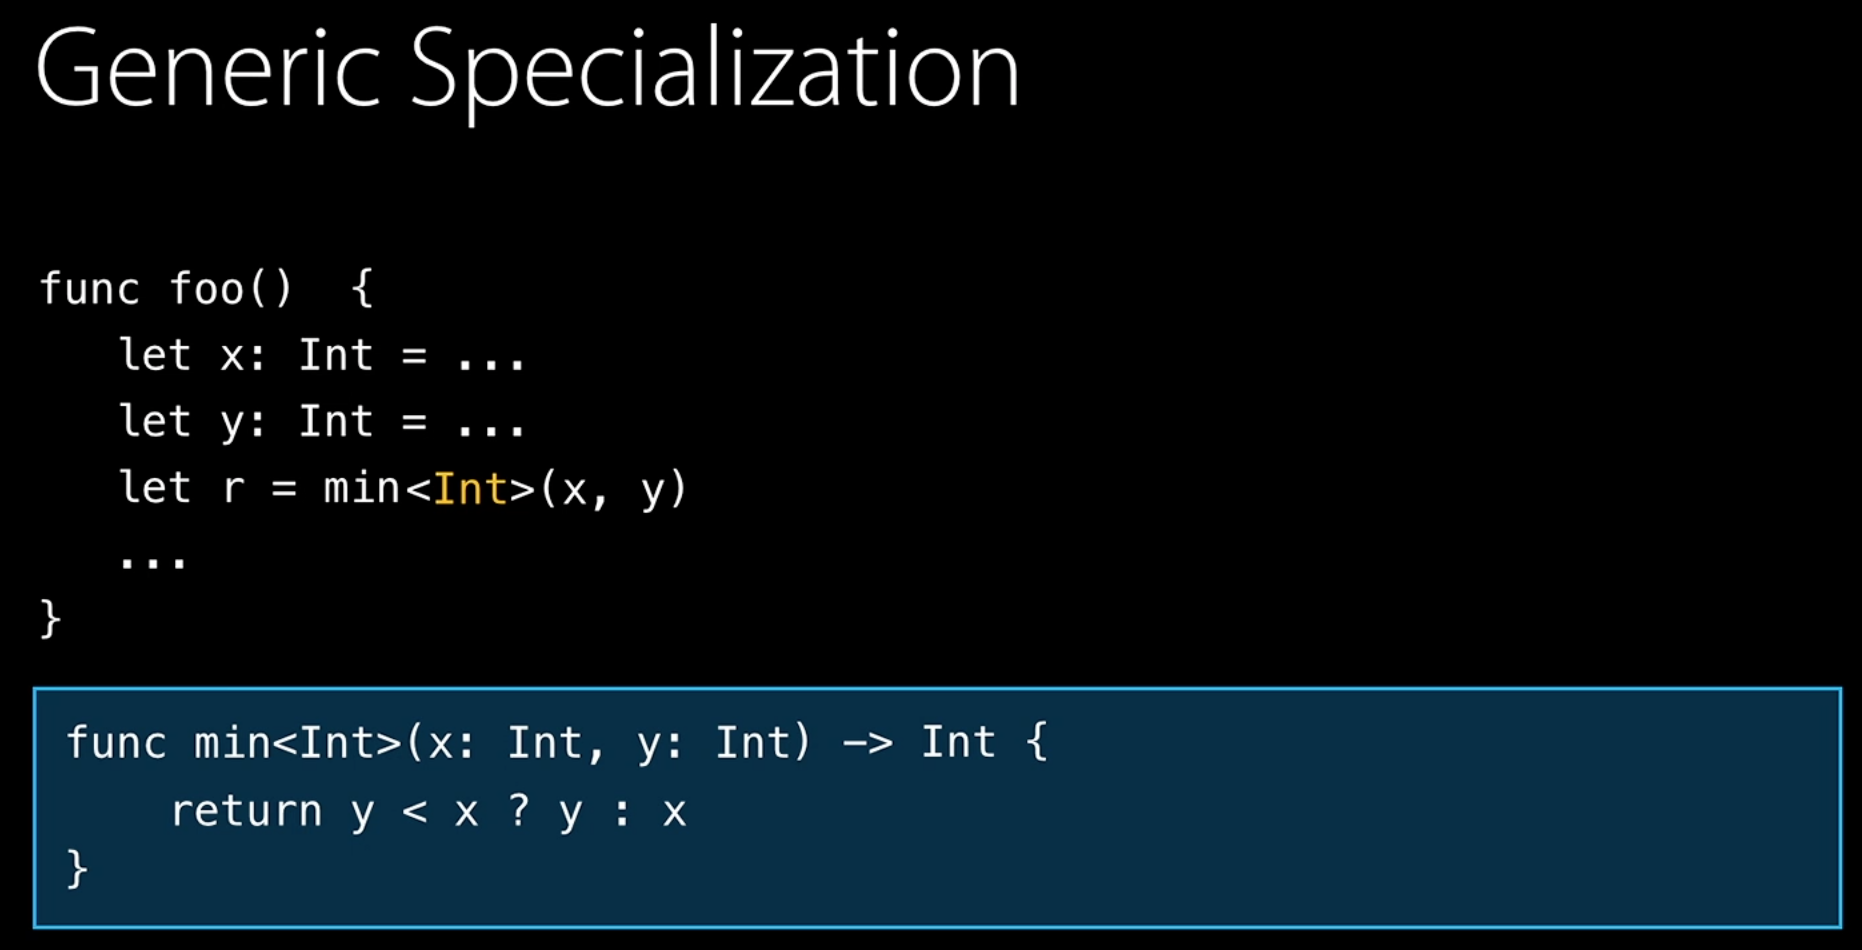 Generic Specialization
func foo()  {
   let x: Int = ...
   let y: Int = ...
   let r = min<Int>(x, y)
   ...
}
func min<Int>(x: Int, y: Int) -> Int {
    return y < x ? y : x
}